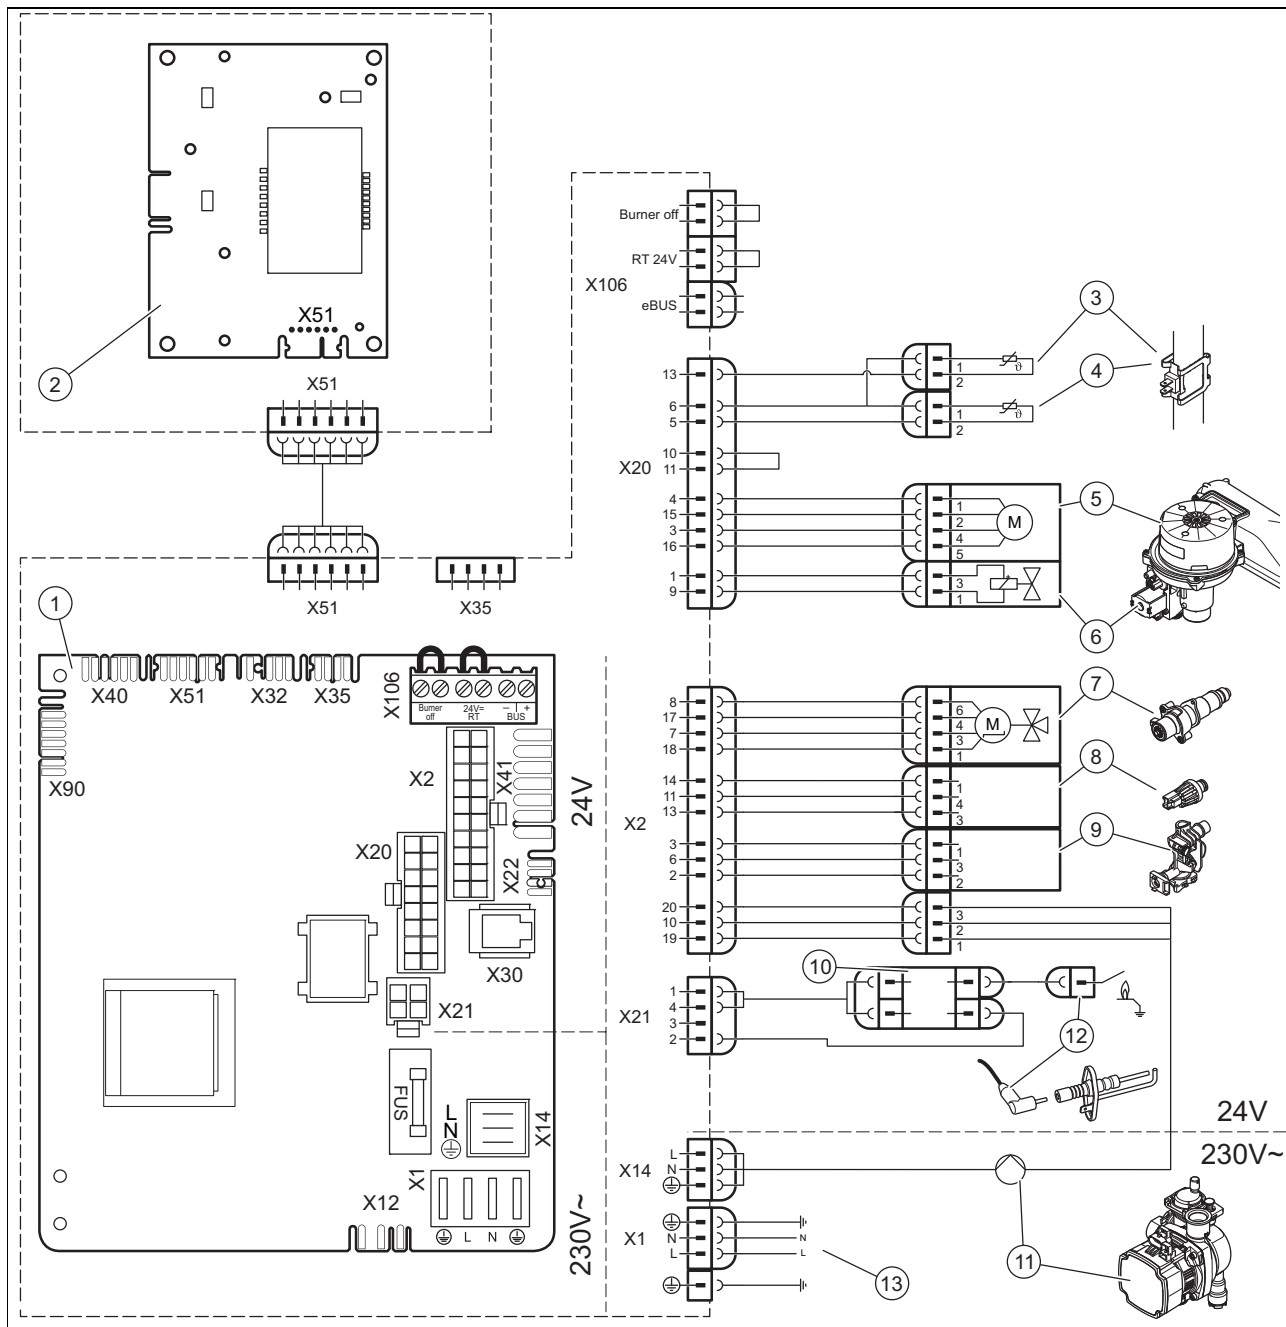 X51
2
X51
X51
X35
1
X40 X51 X32 X35
X90
X106
Burner off
24V= RT
– + BUS
X2
X41
X20
X22
X30
X21
24V
FUS
L
N
X14
X1
X12
L N
230V~
X106
Burner off
RT 24V
eBUS
X20
13
6
5
10
11
4
15
3
16
1
9
1
2
ϑ
3
1
2
ϑ
4
1
2
4
5
M
5
3
1
6
X2
8
17
7
18
14
11
13
3
6
2
20
10
19
6
4
3
1
M
7
1
4
3
8
1
3
2
9
3
2
1
X21
1
4
3
2
10
12
24V
230V~
X14
L
N
11
X1
N
L
N
L
13